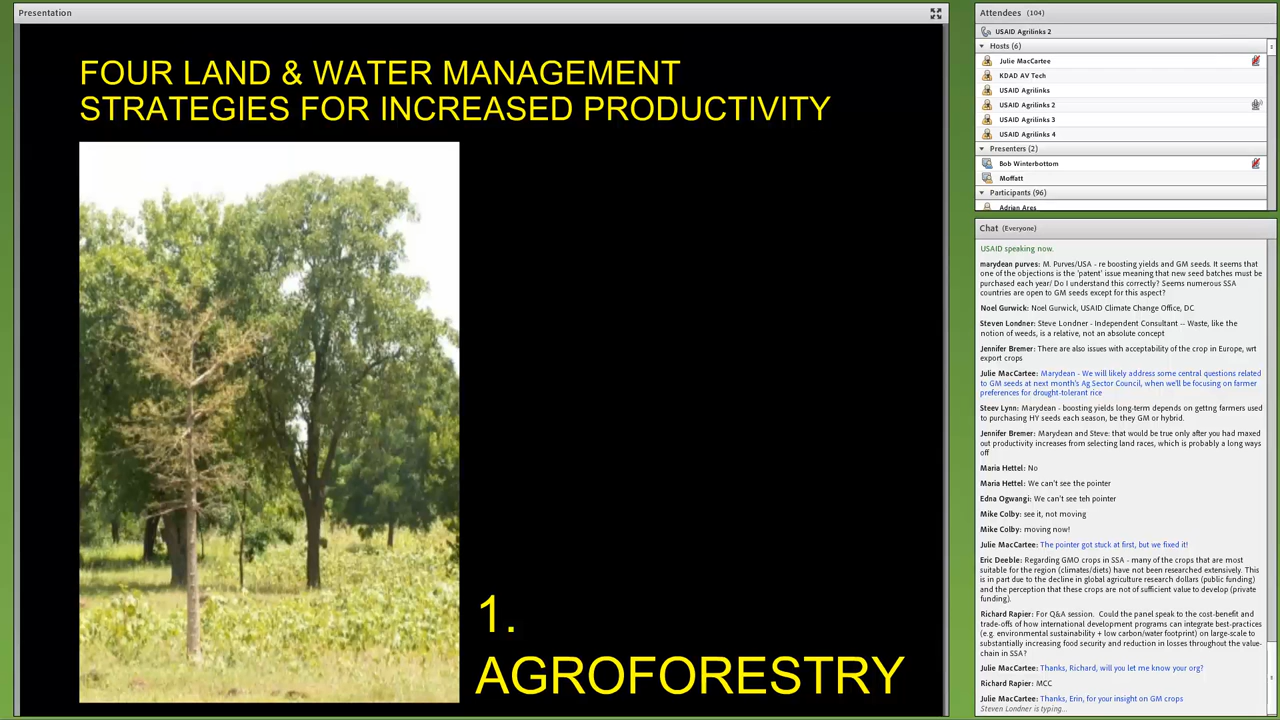 Presentation
FOUR LAND & WATER MANAGEMENT
STRATEGIES FOR INCREASED PRODUCTIVITY
1.
AGROFORESTRY
Attendees (104)
USAID Agrilinks 2
Hosts (6)
Julie MacCartee
KDAD AV Tech
USAID Agrilinks
USAID Agrilinks 2
USAID Agrilinks 3
USAID Agrilinks 4
Presenters (2)
Bob Winterbottom
Moffatt
Participants (96)
Adrian Ares
Chat (Everyone)
USAID speaking now.
marydean purves: M. Purves/USA - re boosting yields and GM seeds. It seems that
one of the objections is the 'patent' issue meaning that new seed batches must be
purchased each year/ Do I understand this correctly? Seems numerous SSA
countries are open to GM seeds except for this aspect?
Noel Gurwick: Noel Gurwick, USAID Climate Change Office, DC
Steven Londner: Steve Londner - Independent Consultant -- Waste, like the
notion of weeds, is a relative, not an absolute concept
Jennifer Bremer: There are also issues with acceptability of the crop in Europe, wrt
export crops
Julie MacCartee: Marydean - We will likely address some central questions related
to GM seeds at next month's Ag Sector Council, when we'll be focusing on farmer
preferences for drought-tolerant rice
Steev Lynn: Marydean - boosting yields long-term depends on gettng farmers used
to purchasing HY seeds each season, be they GM or hybrid.
Jennifer Bremer: Marydean and Steve: that would be true only after you had maxed
out productivity increases from selecting land races, which is probably a long ways
off
Maria Hettel: No
Maria Hettel: We can't see the pointer
Edna Ogwangi: We can't see teh pointer
Mike Colby: see it, not moving
Mike Colby: moving now!
Julie MacCartee: The pointer got stuck at first, but we fixed it!
Eric Deeble: Regarding GMO crops in SSA - many of the crops that are most
suitable for the region (climates/diets) have not been researched extensively. This
is in part due to the decline in global agriculture research dollars (public funding)
and the perception that these crops are not of sufficient value to develop (private
funding).
Richard Rapier: For Q&A session. Could the panel speak to the cost-benefit and
trade-offs of how international development programs can integrate best-practices
(e.g. environmental sustainability + low carbon/water footprint) on large-scale to
substantially increasing food security and reduction in losses throughout the value-
chain in SSA?
Julie MacCartee: Thanks, Richard, will you let me know your org?
Richard Rapier: MCC
Julie MacCartee: Thanks, Erin, for your insight on GM crops
Steven Londner is typing...